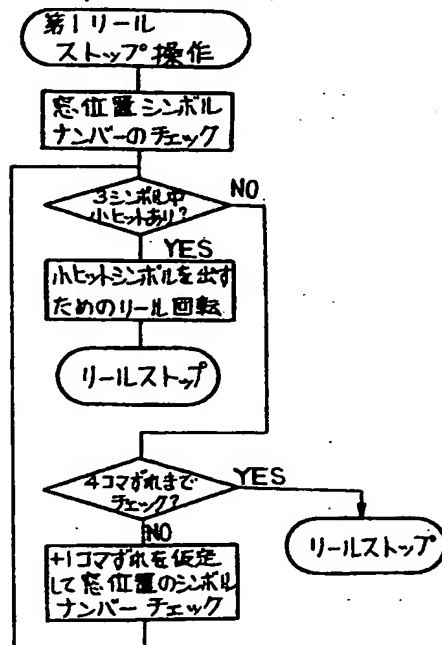 第1リール
ストップ操作
窓位置シンボル
ナンバーのチェック
3シンボル中
小ヒットあり?
NO
YES
小ヒットシンボルを出す
ためのリール回転
リールストップ
4コマずれまで
チェック?
YES
NO
リールストップ
+1コマずれを仮定
して窓位置のシンボル
ナンバーチェック